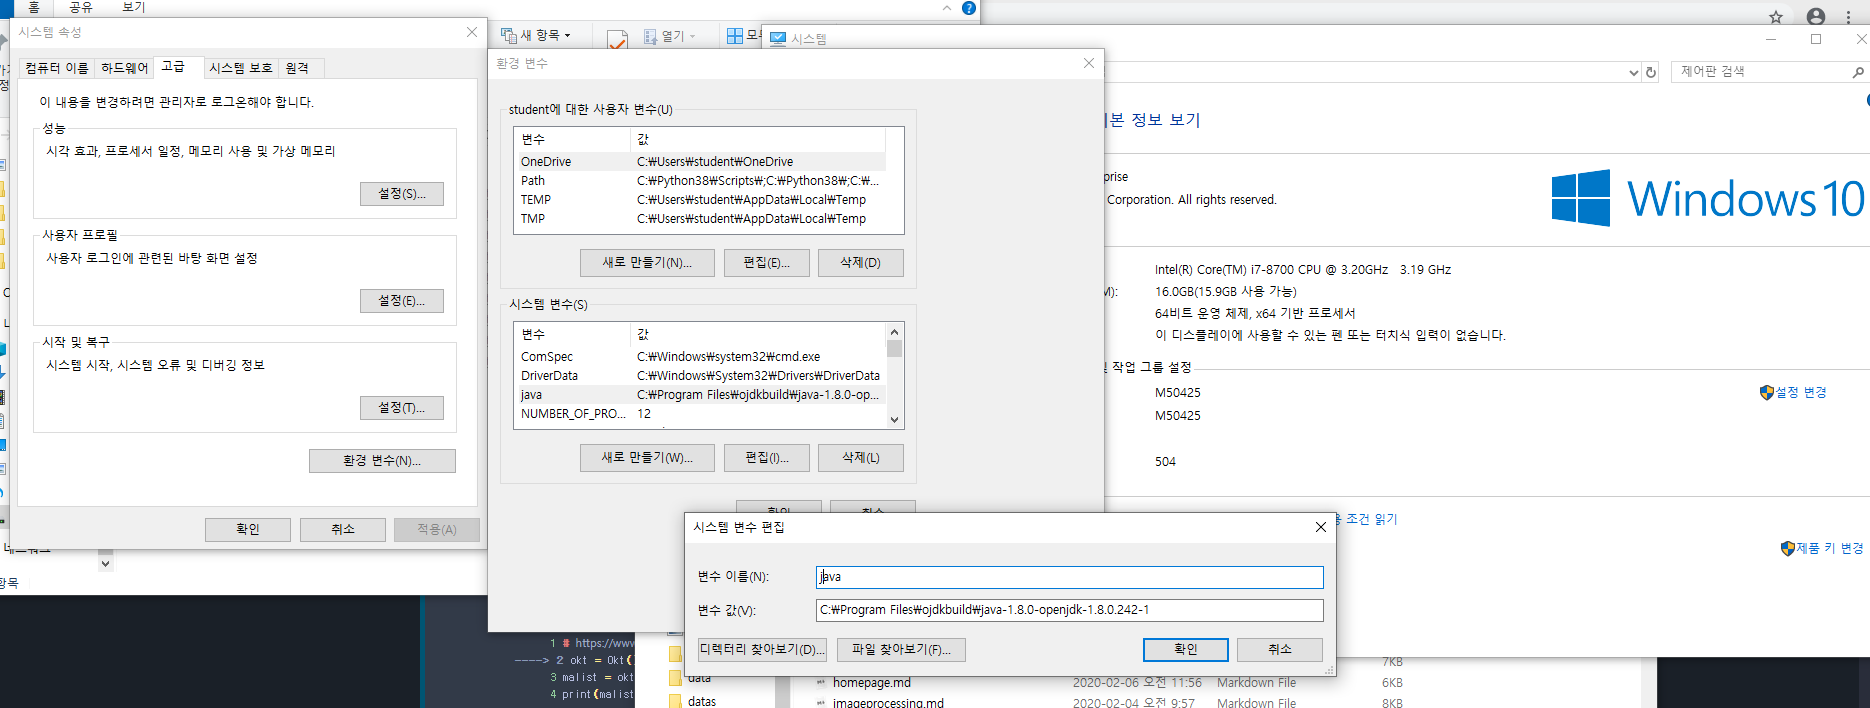 홈 공유 보기
새 항목
열기
시스템 속성
컴퓨터 이름 하드웨어 고급 시스템 보호 원격
이 내용을 변경하려면 관리자로 로그온해야 합니다.
성능
시각 효과, 프로세서 일정, 메모리 사용 및 가상 메모리
설정(S)...
사용자 프로필
사용자 로그인에 관련된 바탕 화면 설정
설정(E)...
시작 및 복구
시스템 시작, 시스템 오류 및 디버깅 정보
설정(T)...
환경 변수(N)...
확인 취소 적용(A)
네트워크
항목
환경 변수
student에 대한 사용자 변수(U)
변수 값
OneDrive C:₩Users₩student₩OneDrive
Path C:₩Python38₩Scripts₩;C:₩Python38₩;C:₩...
TEMP C:₩Users₩student₩AppData₩Local₩Temp
TMP C:₩Users₩student₩AppData₩Local₩Temp
새로 만들기(N)... 편집(E)... 삭제(D)
시스템 변수(S)
변수 값
ComSpec C:₩Windows₩system32₩cmd.exe
DriverData C:₩Windows₩System32₩Drivers₩DriverData
java C:₩Program Files₩ojdkbuild₩java-1.8.0-op...
NUMBER_OF_PRO... 12
새로 만들기(W)... 편집(I)... 삭제(L)
확인 취소
시스템 변수 편집
변수 이름(N): java
변수 값(V): C:₩Program Files₩ojdkbuild₩java-1.8.0-openjdk-1.8.0.242-1
디렉터리 찾아보기(D)... 파일 찾아보기(F)... 확인 취소
시스템
제어판 검색
기본 정보 보기
Corporation. All rights reserved.
Windows 10
Intel(R) Core(TM) i7-8700 CPU @ 3.20GHz 3.19 GHz
16.0GB(15.9GB 사용 가능)
64비트 운영 체제, x64 기반 프로세서
이 디스플레이에 사용할 수 있는 펜 또는 터치식 입력이 없습니다.
및 작업 그룹 설정
M50425 설정 변경
M50425
504
조건 읽기
제품 키 변경
1 # https://www
----> 2 okt = Okt(
3 malist = okt
4 print(malist
data
datas
7KB
homepage.md 2020-02-06 오전 11:56 Markdown File 6KB
imageprocessing.md 2020-02-04 오전 9:57 Markdown File 8KB